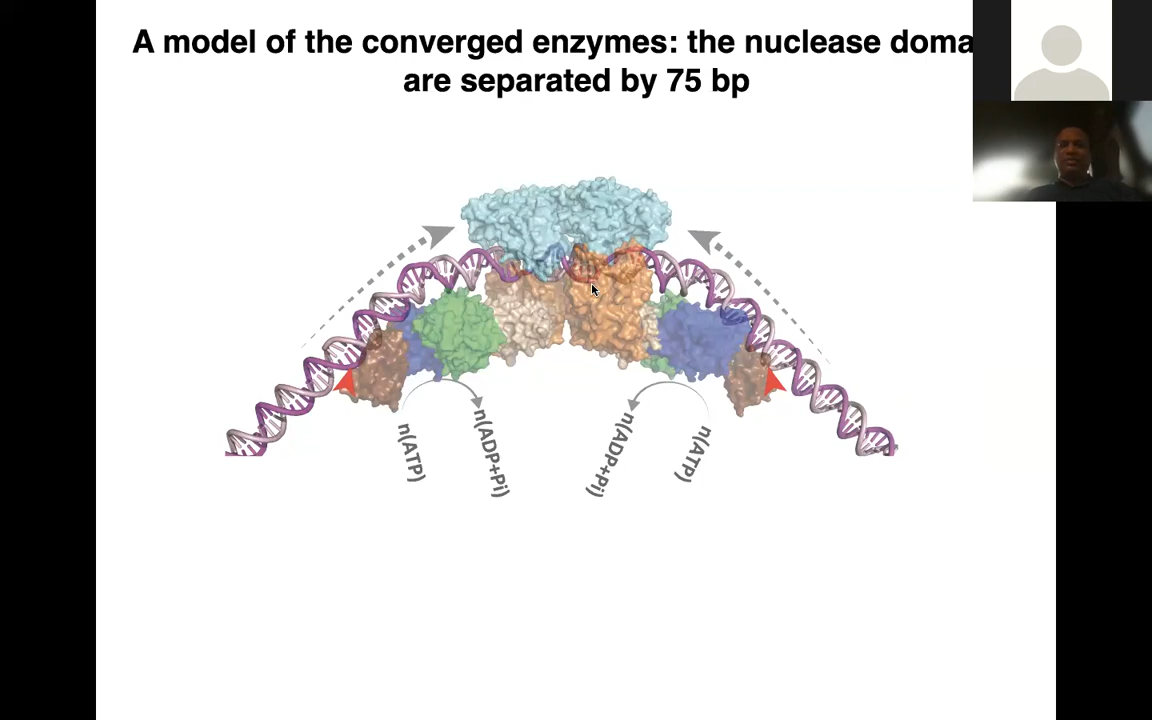 A model of the converged enzymes: the nuclease doma
are separated by 75 bp
n(ATP)
n(ADP+Pi)
n(ADP+Pi)
n(ATP)